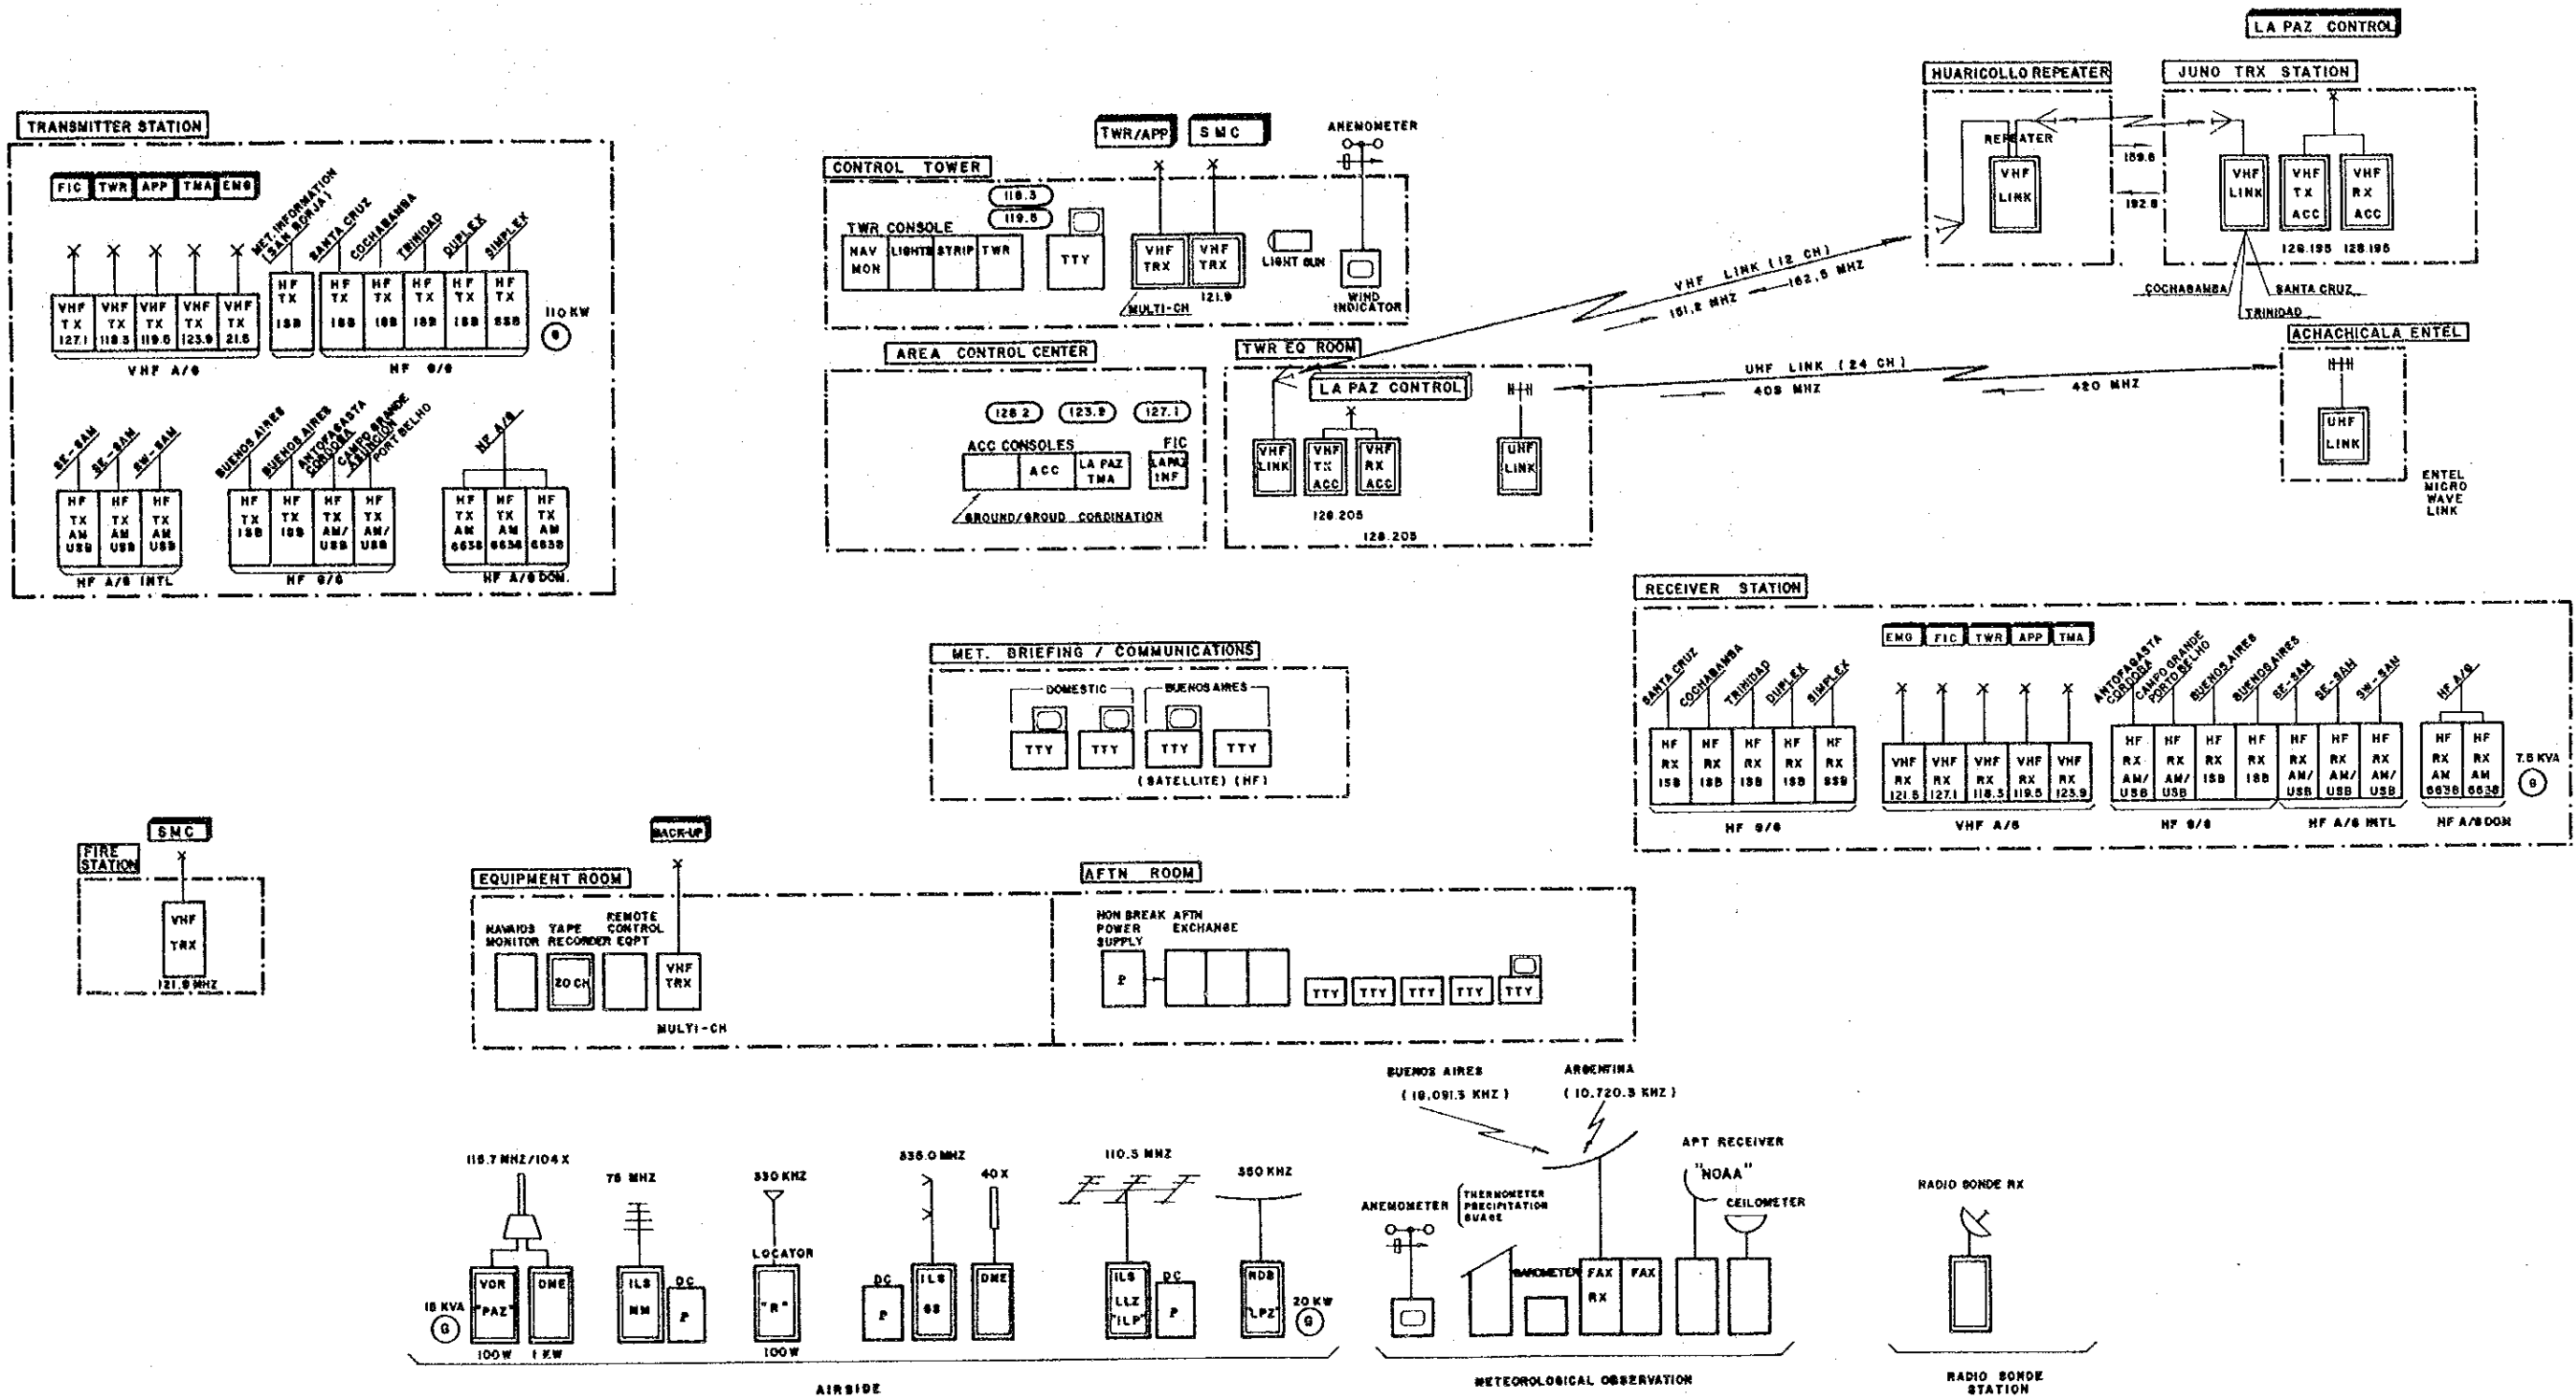 LA PAZ CONTROL
HUARICOLLO REPEATER
JUNO TRX STATION
REPEATER
VHF
LINK
159.6
192.8
VHF
LINK
VHF
TX
ACC
VHF
RX
ACC
128.195
128.195
COCHABAMBA
SANTA CRUZ
TRINIDAD
TRANSMITTER STATION
FIC
TWR
APP
TMA
EMG
MET. INFORMATION
(SAN BORJA)
SANTA CRUZ
COCHABAMBA
TRINIDAD
DUPLEX
SIMPLEX
VHF
TX
127.1
VHF
TX
118.3
VHF
TX
119.5
VHF
TX
123.9
VHF
TX
21.5
HF
TX
ISB
HF
TX
ISB
HF
TX
ISB
HF
TX
ISB
HF
TX
ISB
HF
TX
SSB
110 KW
G
VHF A/G
HF G/G
SE-SAM
SE-SAM
SW-SAM
BUENOS AIRES
BUENOS AIRES
ANTOFAGASTA
CORDOBA
CAMPO GRANDE
ASUNCION
PORT BELHO
HF A/G
HF
TX
AM
USB
HF
TX
AM
USB
HF
TX
AM
USB
HF
TX
ISB
HF
TX
ISB
HF
TX
AM/
USB
HF
TX
AM/
USB
HF
TX
AM
6638
HF
TX
AM
6638
HF
TX
AM
6638
HF A/G INTL
HF G/G
HF A/G DOM.
TWR/APP
SMC
ANEMOMETER
CONTROL TOWER
118.3
119.5
TWR CONSOLE
NAV
MON
LIGHTS
STRIP
TWR
TTY
VHF
TRX
VHF
TRX
121.9
MULTI-CH
LIGHT GUN
WIND
INDICATOR
VHF LINK (12 CH)
151.2 MHZ
162.5 MHZ
AREA CONTROL CENTER
128.2
123.9
127.1
ACC CONSOLES
FIC
ACC
LA PAZ
TMA
LA PAZ
INF
GROUND/GROUD CORDINATION
TWR EQ ROOM
LA PAZ CONTROL
VHF
LINK
VHF
TX
ACC
VHF
RX
ACC
UHF
LINK
128.205
128.205
UHF LINK (24 CH)
408 MHZ
420 MHZ
ACHACHICALA ENTEL
UHF
LINK
ENTEL
MICRO
WAVE
LINK
RECEIVER STATION
SANTA CRUZ
COCHABAMBA
TRINIDAD
DUPLEX
SIMPLEX
EMG
FIC
TWR
APP
TMA
ANTOFAGASTA
CORDOBA
CAMPO GRANDE
PORTO BELHO
BUENOS AIRES
BUENOS AIRES
SE-SAM
SE-SAM
SW-SAM
HF A/G
HF
RX
ISB
HF
RX
ISB
HF
RX
ISB
HF
RX
ISB
HF
RX
SSB
VHF
RX
121.5
VHF
RX
127.1
VHF
RX
118.3
VHF
RX
119.5
VHF
RX
123.9
HF
RX
AM/
USB
HF
RX
AM/
USB
HF
RX
ISB
HF
RX
ISB
HF
RX
AM/
USB
HF
RX
AM/
USB
HF
RX
AM/
USB
HF
RX
AM
6638
HF
RX
AM
6638
7.5 KVA
G
HF G/G
VHF A/G
HF G/G
HF A/G INTL
HF A/G DOM
MET. BRIEFING / COMMUNICATIONS
DOMESTIC
BUENOS AIRES
TTY
TTY
TTY
TTY
(SATELLITE) (HF)
SMC
FIRE
STATION
VHF
TRX
121.9 MHZ
BACK-UP
EQUIPMENT ROOM
NAVAIDS
MONITOR
TAPE
RECORDER
REMOTE
CONTROL
EQPT
20 CH
VHF
TRX
MULTI-CH
AFTN ROOM
NON BREAK
POWER
SUPPLY
AFTN
EXCHANGE
P
TTY
TTY
TTY
TTY
TTY
BUENOS AIRES
(18,091.5 KHZ)
ARGENTINA
(10,720.5 KHZ)
115.7 MHZ/104X
75 MHZ
330 KHZ
335.0 MHZ
40X
110.3 MHZ
350 KHZ
ANEMOMETER
THERMOMETER
PRECIPITATION
GUAGE
APT RECEIVER
"NOAA"
CEILOMETER
RADIO SONDE RX
18 KVA
G
VOR
"PAZ"
100W
DME
1 KW
ILS
MM
DC
P
LOCATOR
"R"
100W
DC
P
ILS
GS
DME
ILS
LLZ
"ILP"
DC
P
NDB
"LPZ"
20 KW
G
BAROMETER
FAX
RX
FAX
AIRSIDE
METEOROLOGICAL OBSERVATION
RADIO SONDE
STATION